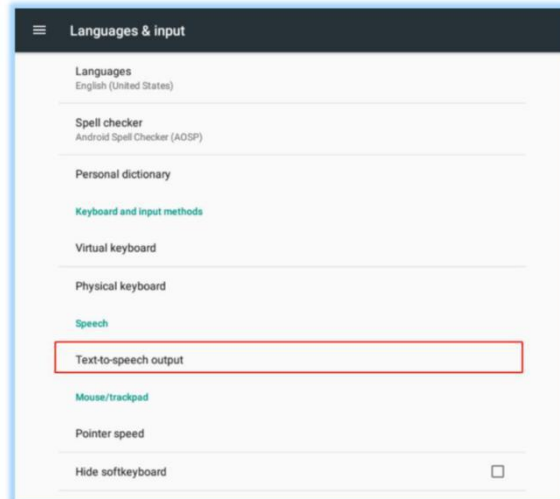 Languages & input
Languages
English (United States)
Spell checker
Android Spell Checker (AOSP)
Personal dictionary
Keyboard and input methods
Virtual keyboard
Physical keyboard
Speech
Text-to-speech output
Mouse/trackpad
Pointer speed
Hide softkeyboard